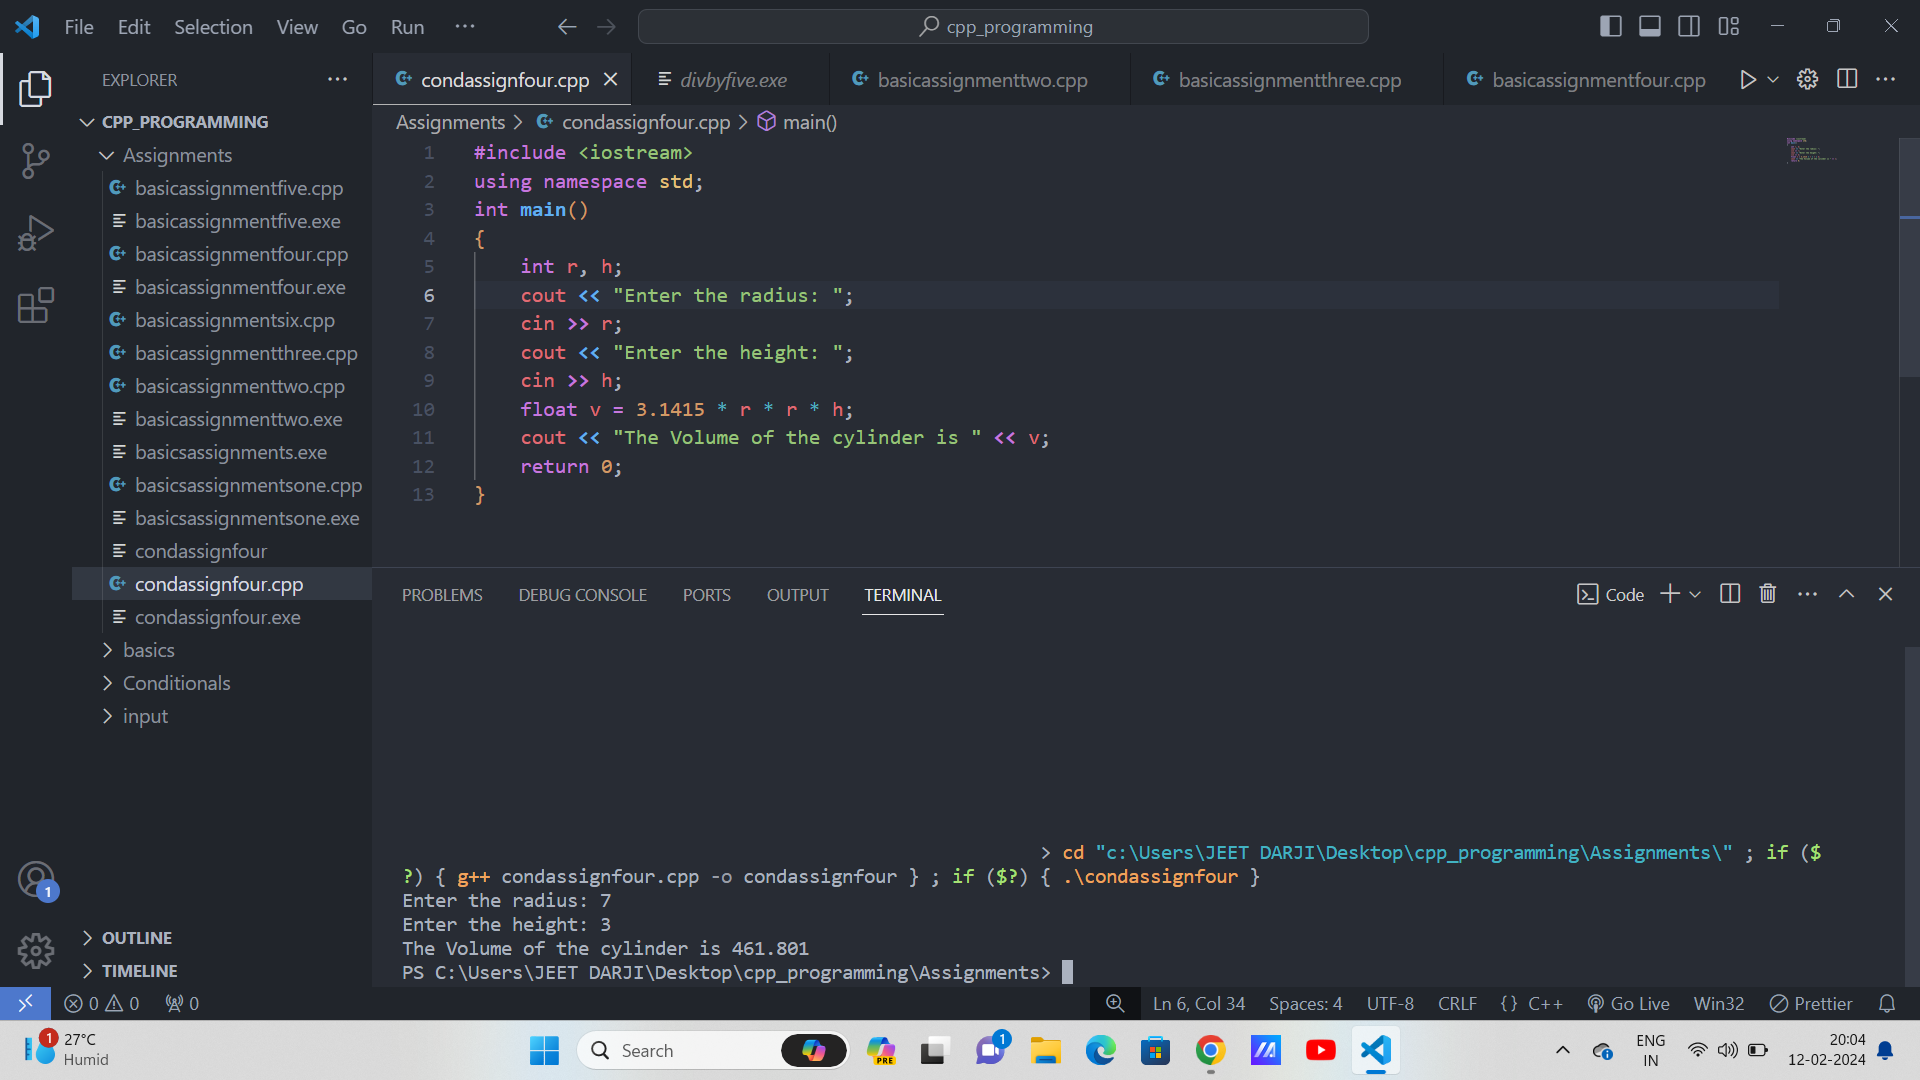 File Edit Selection View Go Run ···
cpp_programming
EXPLORER
CPP_PROGRAMMING
Assignments
basicassignmentfive.cpp
basicassignmentfive.exe
basicassignmentfour.cpp
basicassignmentfour.exe
basicassignmentsix.cpp
basicassignmentthree.cpp
basicassignmenttwo.cpp
basicassignmenttwo.exe
basicsassignments.exe
basicsassignmentsone.cpp
basicsassignmentsone.exe
condassignfour
condassignfour.cpp
condassignfour.exe
basics
Conditionals
input
OUTLINE
TIMELINE
condassignfour.cpp divbyfive.exe basicassignmenttwo.cpp basicassignmentthree.cpp basicassignmentfour.cpp
Assignments > condassignfour.cpp > main()
1 #include <iostream>
2 using namespace std;
3 int main()
4 {
5     int r, h;
6     cout << "Enter the radius: ";
7     cin >> r;
8     cout << "Enter the height: ";
9     cin >> h;
10     float v = 3.1415 * r * r * h;
11     cout << "The Volume of the cylinder is " << v;
12     return 0;
13 }
PROBLEMS DEBUG CONSOLE PORTS OUTPUT TERMINAL
Code
> cd "c:\Users\JEET DARJI\Desktop\cpp_programming\Assignments\" ; if ($
?) { g++ condassignfour.cpp -o condassignfour } ; if ($?) { .\condassignfour }
Enter the radius: 7
Enter the height: 3
The Volume of the cylinder is 461.801
PS C:\Users\JEET DARJI\Desktop\cpp_programming\Assignments>
1
0 0 0
Ln 6, Col 34 Spaces: 4 UTF-8 CRLF {} C++ Go Live Win32 Prettier
1
27°C
Humid
Search
PRE
1
ENG
IN
20:04
12-02-2024